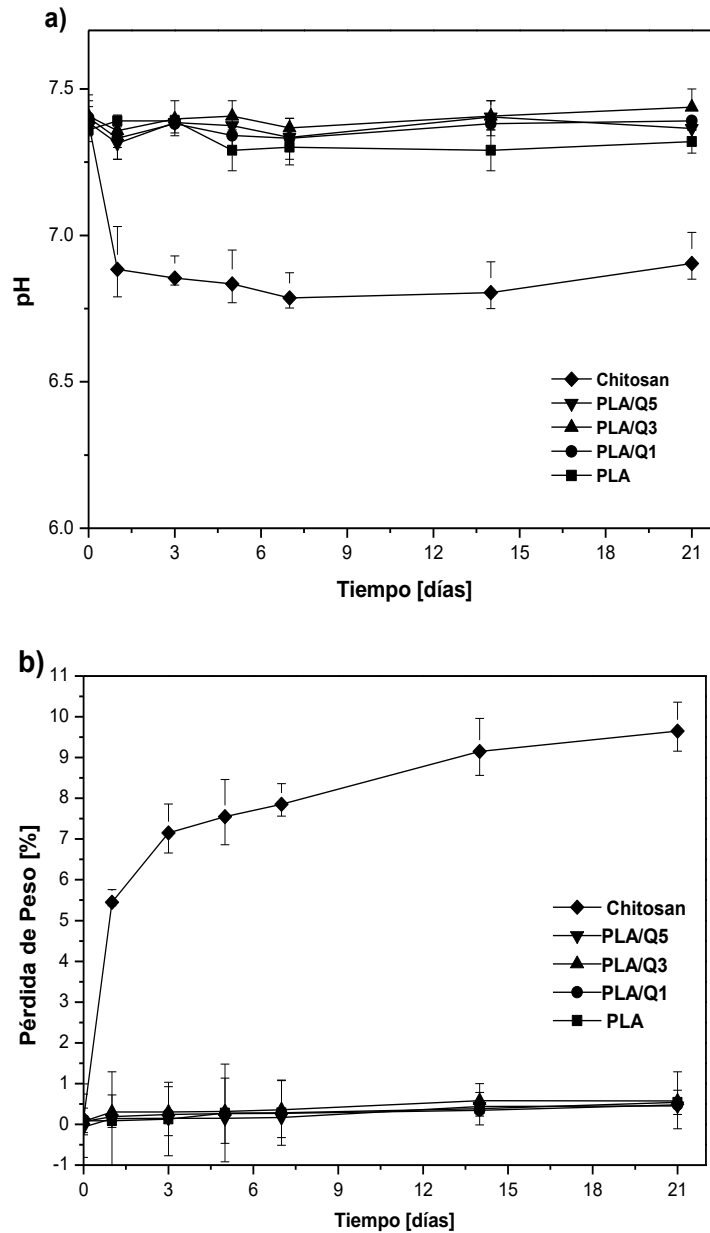 a)
7.5
7.0
6.5
6.0
pH
Chitosan
PLA/Q5
PLA/Q3
PLA/Q1
PLA
0 3 6 9 12 15 18 21
Tiempo [días]
b)
11
10
9
8
7
6
5
4
3
2
1
0
-1
Pérdida de Peso [%]
Chitosan
PLA/Q5
PLA/Q3
PLA/Q1
PLA
0 3 6 9 12 15 18 21
Tiempo [días]